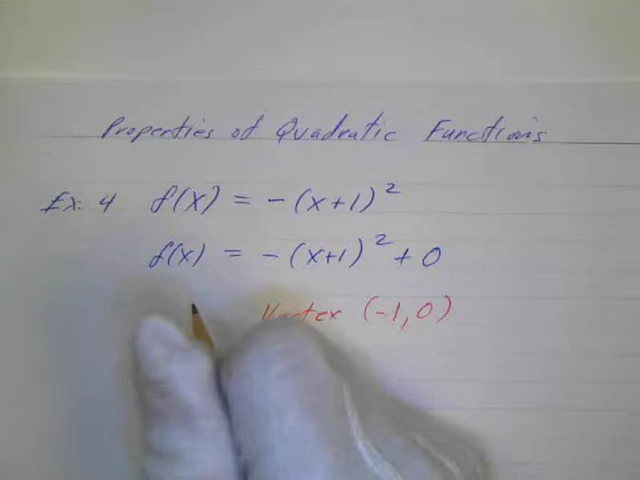 Properties of Quadratic Functions
Ex. 4 f(x) = -(x+1)²
f(x) = -(x+1)² + 0
Vertex (-1, 0)